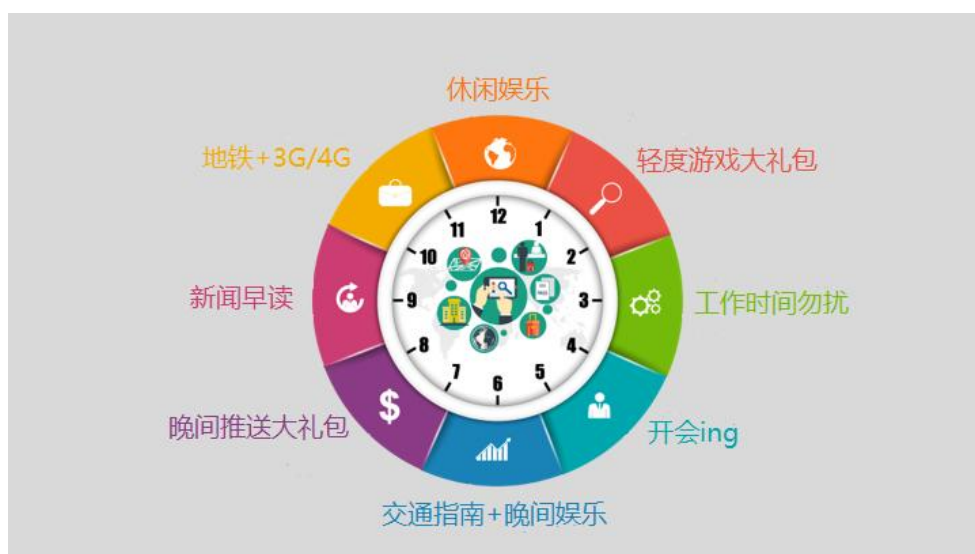 休闲娱乐
地铁+3G/4G
轻度游戏大礼包
12
11
1
10
2
新闻早读
9
3
工作时间勿扰
8
4
7
5
6
$
晚间推送大礼包
开会ing
交通指南+晚间娱乐